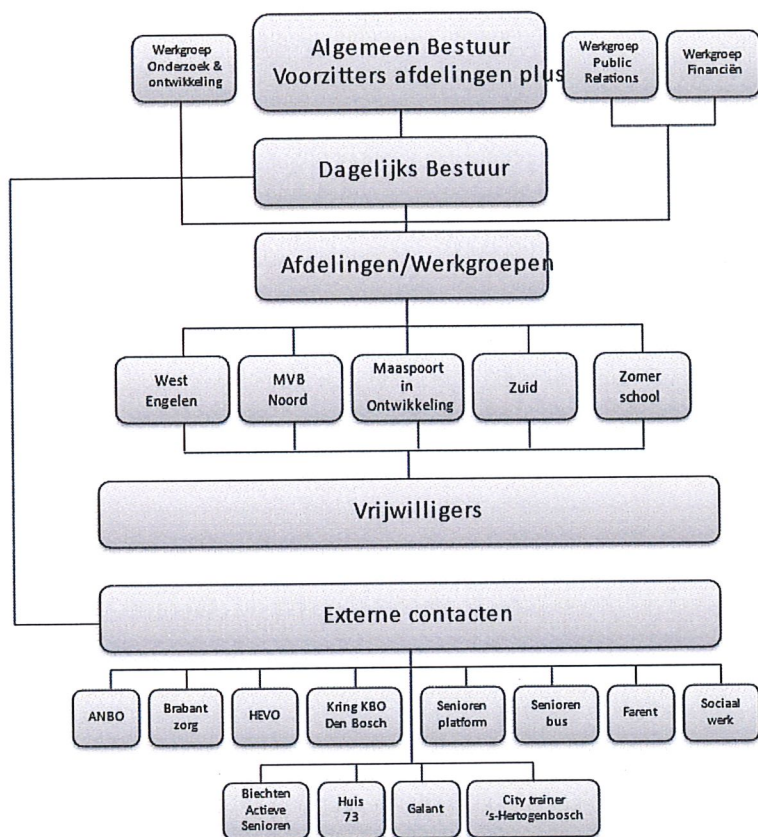 Werkgroep
Onderzoek &
ontwikkeling
Algemeen Bestuur
Voorzitters afdelingen plus
Werkgroep
Public
Relations
Werkgroep
Financiën
Dagelijks Bestuur
Afdelingen/Werkgroepen
West
Engelen
MVB
Noord
Maaspoort
in
Ontwikkeling
Zuid
Zomer
school
Vrijwilligers
Externe contacten
ANBO
Brabant
zorg
HEVO
Kring KBO
Den Bosch
Senioren
platform
Senioren
bus
Farent
Sociaal
werk
Biechten
Actieve
Senioren
Huis
73
Galant
City trainer
's-Hertogenbosch